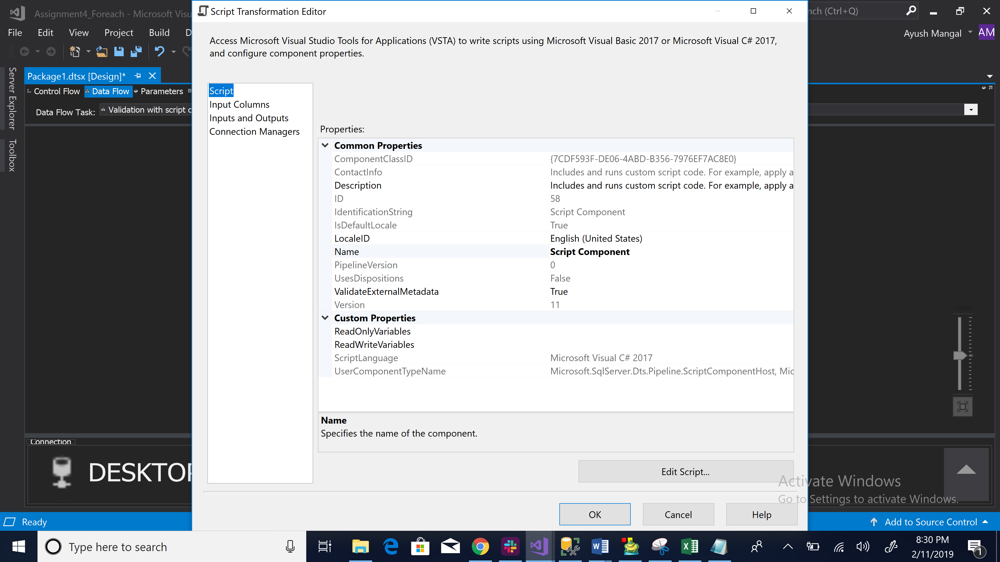 Assignment4_Foreach - Microsoft Visu
Script Transformation Editor
nch (Ctrl+Q)
File Edit View Project Build D
Ayush Mangal AM
Access Microsoft Visual Studio Tools for Applications (VSTA) to write scripts using Microsoft Visual Basic 2017 or Microsoft Visual C# 2017,
and configure component properties.
Server Explorer
Toolbox
Package1.dtsx [Design]*
Control Flow Data Flow Parameters
Data Flow Task: Validation with script c
Script
Input Columns
Inputs and Outputs
Connection Managers
Properties:
Common Properties
ComponentClassID {7CDF593F-DE06-4ABD-B356-7976EF7AC8E0}
ContactInfo Includes and runs custom script code. For example, apply a
Description Includes and runs custom script code. For example, apply a
ID 58
IdentificationString Script Component
IsDefaultLocale True
LocaleID English (United States)
Name Script Component
PipelineVersion 0
UsesDispositions False
ValidateExternalMetadata True
Version 11
Custom Properties
ReadOnlyVariables
ReadWriteVariables
ScriptLanguage Microsoft Visual C# 2017
UserComponentTypeName Microsoft.SqlServer.Dts.Pipeline.ScriptComponentHost, Mic
100%
Name
Specifies the name of the component.
Connection
DESKTOP
Edit Script...
Activate Windows
Go to Settings to activate Windows.
OK Cancel Help
Ready
Add to Source Control
Type here to search
8:30 PM
2/11/2019
1